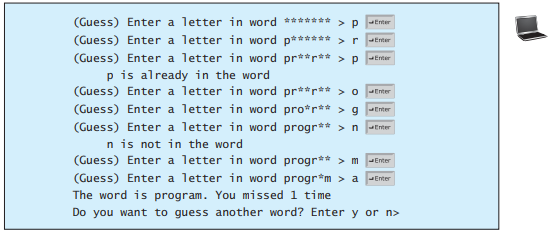 (Guess) Enter a letter in word ******* > p ↵Enter
(Guess) Enter a letter in word p****** > r ↵Enter
(Guess) Enter a letter in word pr**r** > p ↵Enter
p is already in the word
(Guess) Enter a letter in word pr**r** > o ↵Enter
(Guess) Enter a letter in word pro*r** > g ↵Enter
(Guess) Enter a letter in word progr** > n ↵Enter
n is not in the word
(Guess) Enter a letter in word progr** > m ↵Enter
(Guess) Enter a letter in word progr*m > a ↵Enter
The word is program. You missed 1 time
Do you want to guess another word? Enter y or n>